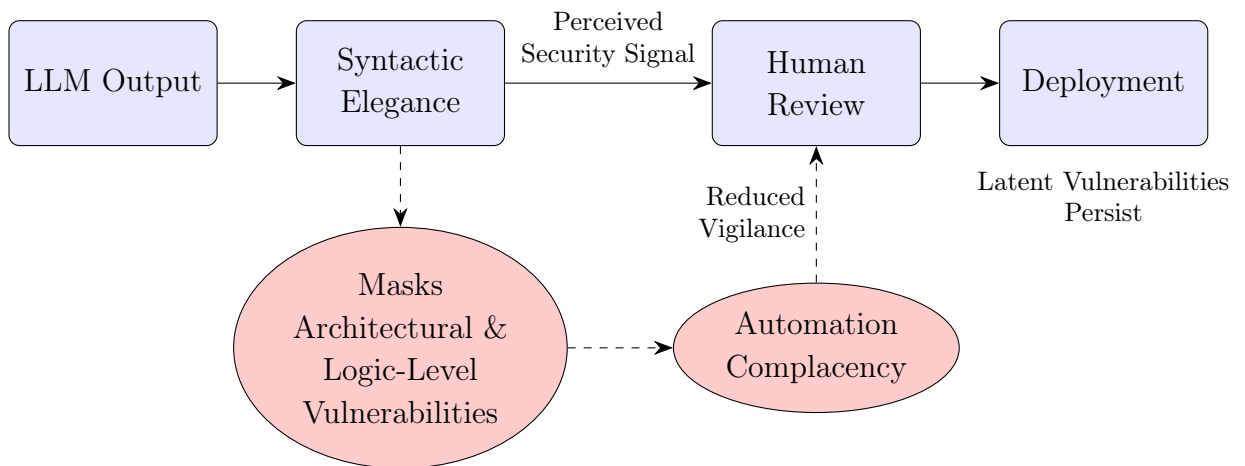 LLM Output
Syntactic
Elegance
Perceived
Security Signal
Human
Review
Deployment
Latent Vulnerabilities
Persist
Reduced
Vigilance
Masks
Architectural &
Logic-Level
Vulnerabilities
Automation
Complacency